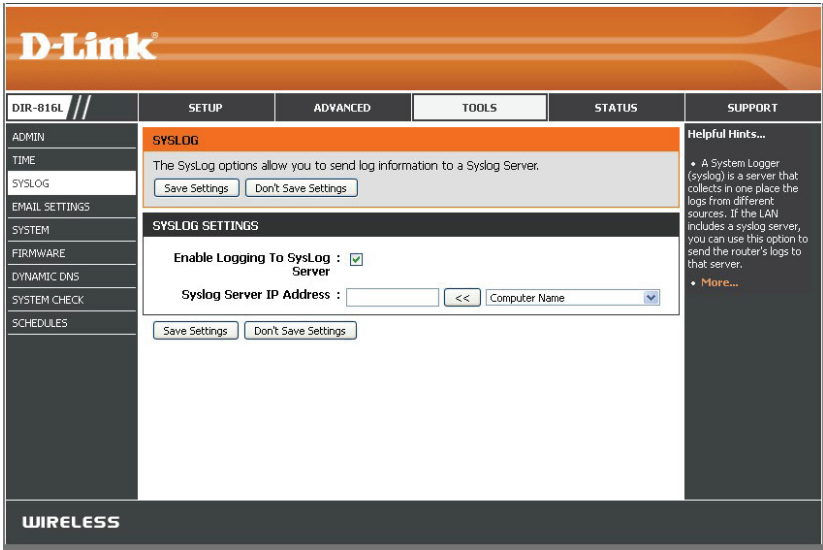 D-Link
DIR-816L
SETUP
ADVANCED
TOOLS
STATUS
SUPPORT
ADMIN
TIME
SYSLOG
EMAIL SETTINGS
SYSTEM
FIRMWARE
DYNAMIC DNS
SYSTEM CHECK
SCHEDULES
SYSLOG
The SysLog options allow you to send log information to a Syslog Server.
Save Settings
Don't Save Settings
SYSLOG SETTINGS
Enable Logging To SysLog :
Server
Syslog Server IP Address :
<<
Computer Name
Save Settings
Don't Save Settings
Helpful Hints...
• A System Logger
(syslog) is a server that
collects in one place the
logs from different
sources. If the LAN
includes a syslog server,
you can use this option to
send the router's logs to
that server.
• More...
WIRELESS